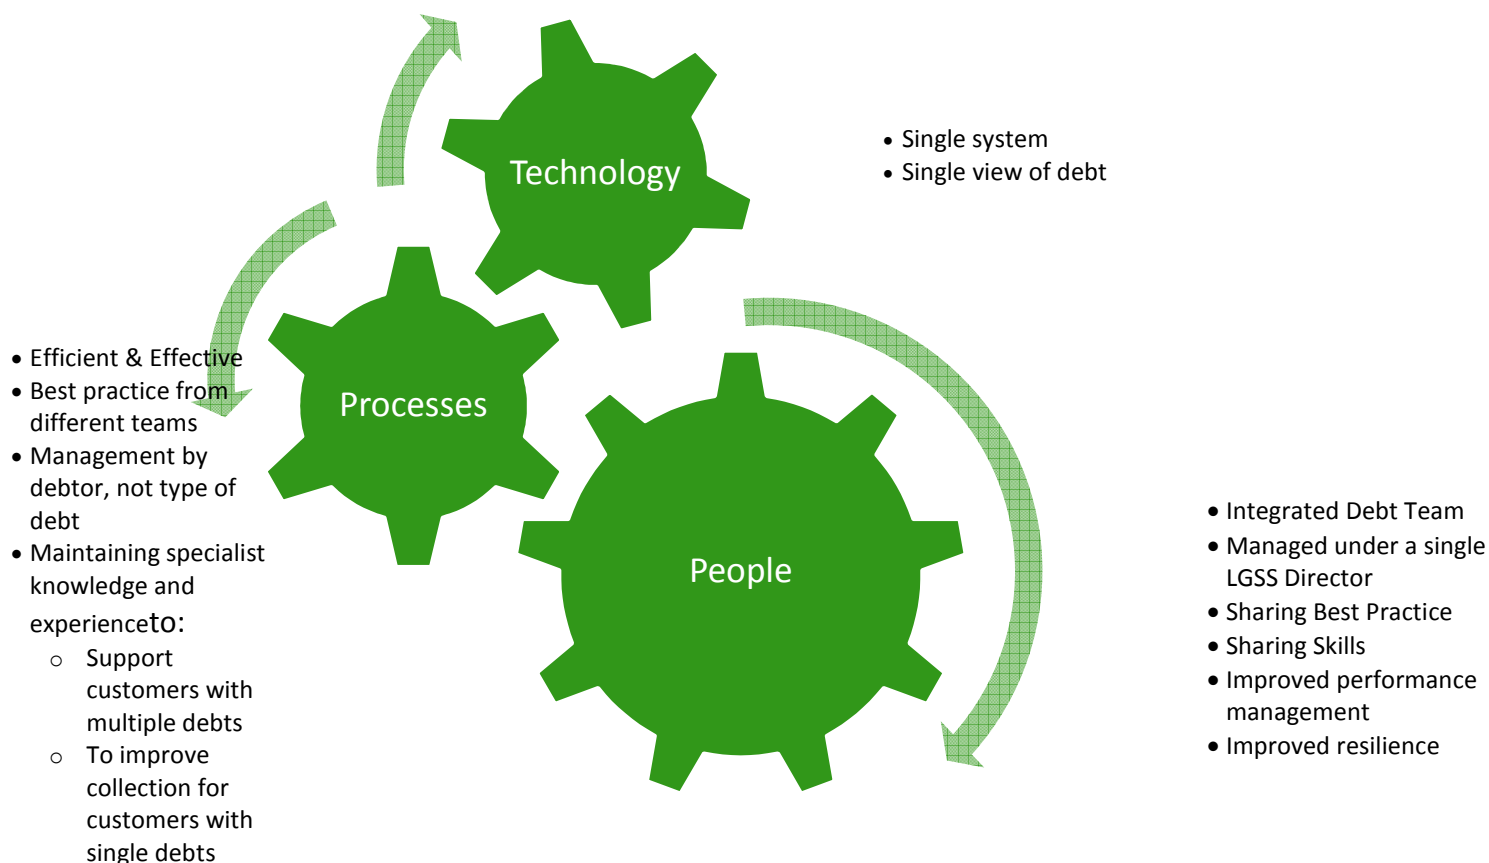 Technology
• Single system
• Single view of debt
Processes
• Efficient & Effective
• Best practice from
different teams
• Management by
debtor, not type of
debt
• Maintaining specialist
knowledge and
experienceto:
o Support
customers with
multiple debts
o To improve
collection for
customers with
single debts
People
• Integrated Debt Team
• Managed under a single
LGSS Director
• Sharing Best Practice
• Sharing Skills
• Improved performance
management
• Improved resilience